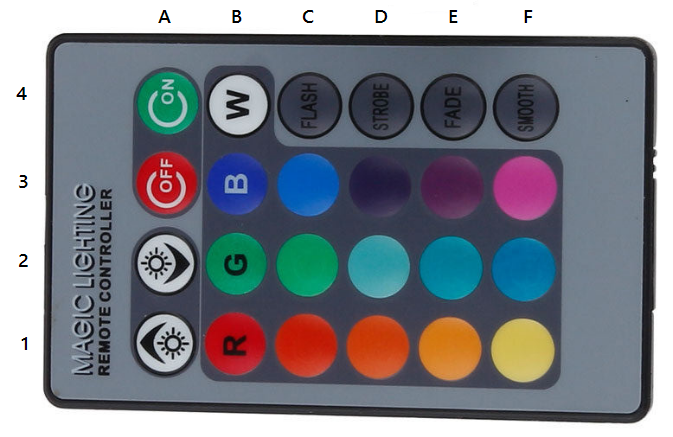 A B C D E F
4
3
2
1
MAGIC LIGHTING
REMOTE CONTROLLER
ON
W
FLASH
STROBE
FADE
SMOOTH
OFF
B
G
R